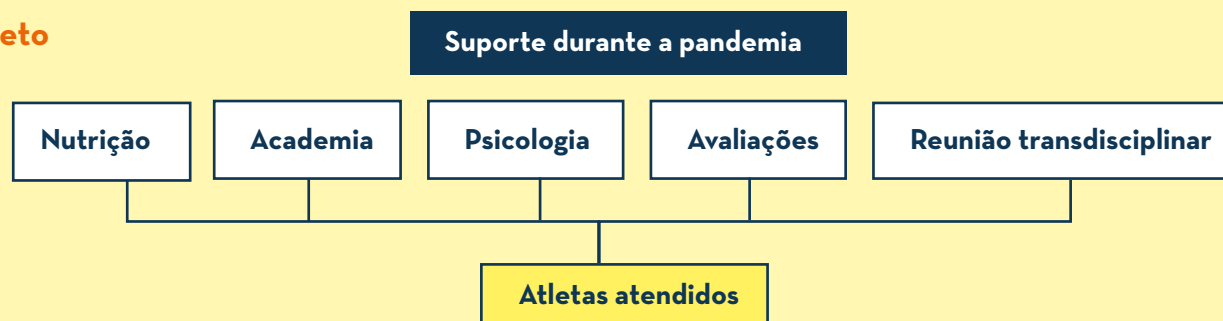 eto
Suporte durante a pandemia
Nutrição
Academia
Psicologia
Avaliações
Reunião transdisciplinar
Atletas atendidos